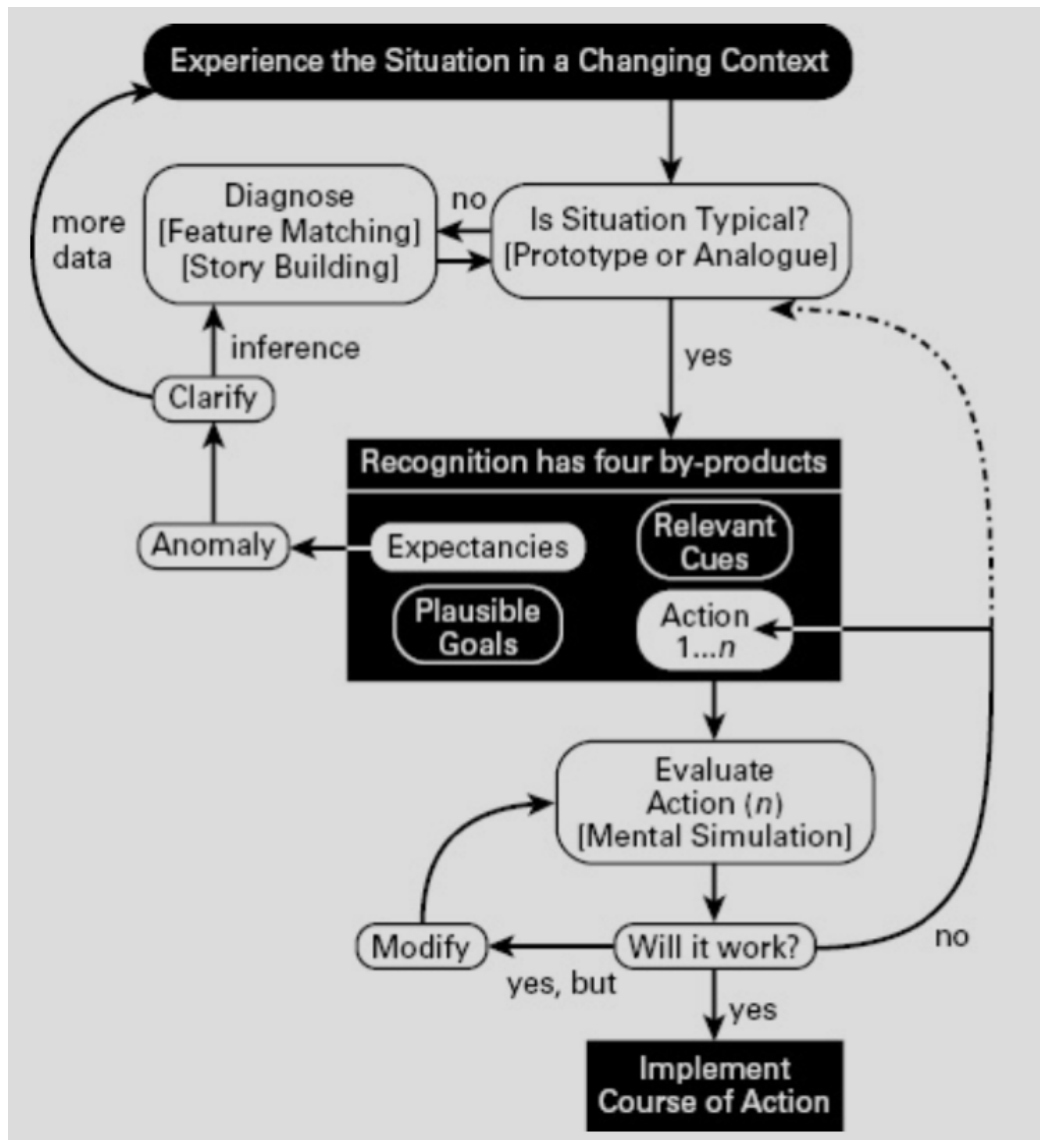 Experience the Situation in a Changing Context
Diagnose
[Feature Matching]
[Story Building]
no
Is Situation Typical?
[Prototype or Analogue]
more
data
inference
yes
Clarify
Recognition has four by-products
Anomaly
Expectancies
Relevant
Cues
Plausible
Goals
Action
1...n
Evaluate
Action (n)
[Mental Simulation]
Modify
yes, but
Will it work?
no
yes
Implement
Course of Action